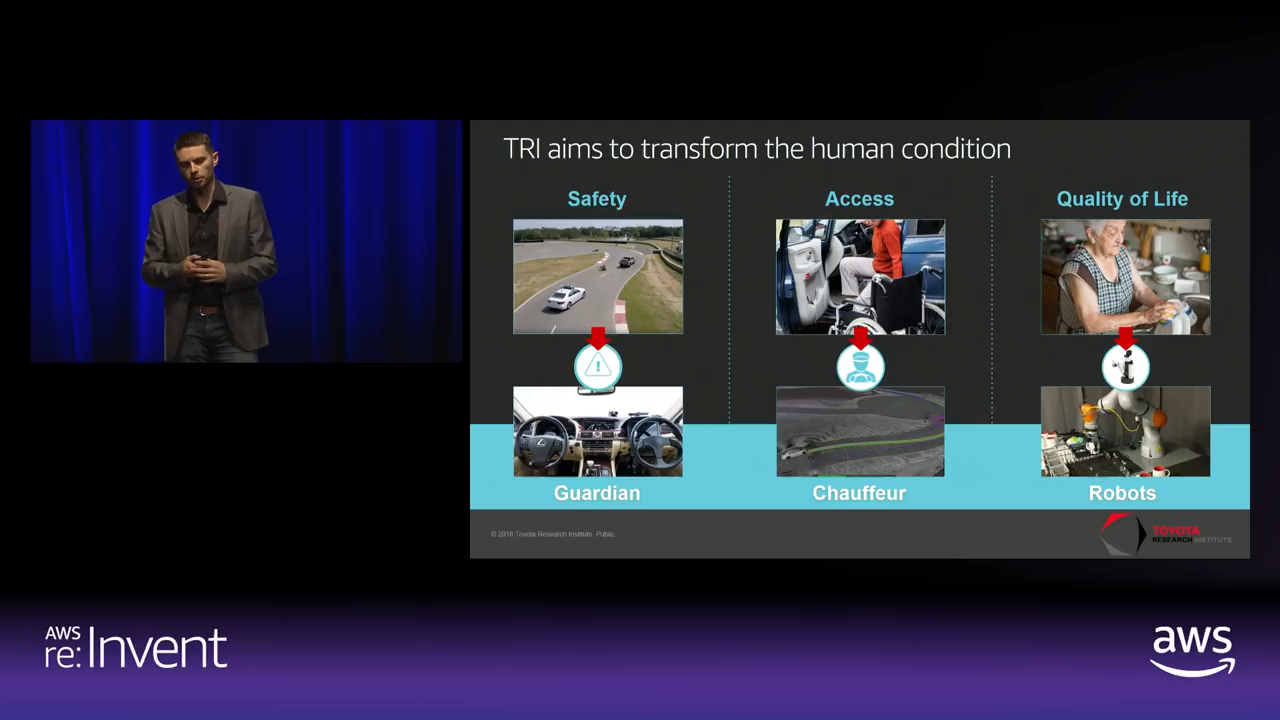 TRI aims to transform the human condition
Safety
Access
Quality of Life
Guardian
Chauffeur
Robots
© 2018 Toyota Research Institute. Public.
TOYOTA
RESEARCH INSTITUTE
AWS
re:Invent
aws